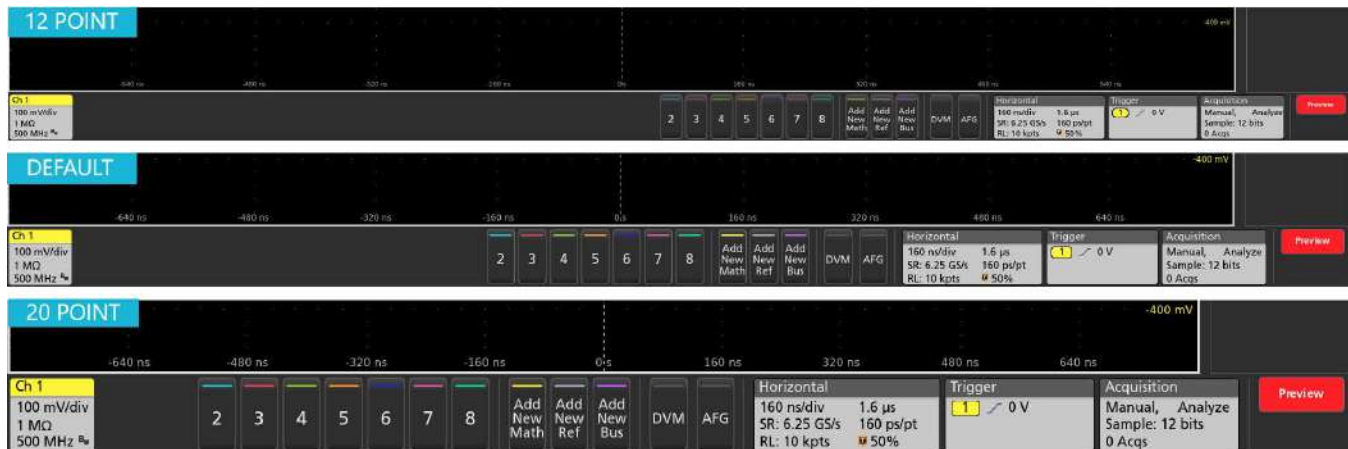 12 POINT
400 mV
-640 ns -480 ns -320 ns -160 ns 0s 160 ns 320 ns 480 ns 640 ns
Ch 1
100 mV/div
1 MΩ
500 MHz
2 3 4 5 6 7 8
Add New Math
Add New Ref
Add New Bus
DVM AFG
Horizontal
160 ns/div 1.6 µs
SR: 6.25 GS/s 160 ps/pt
RL: 10 kpts 50%
Trigger
1 0 V
Acquisition
Manual, Analyze
Sample: 12 bits
0 Acqs
Preview
DEFAULT
-400 mV
-640 ns -480 ns -320 ns -160 ns 0s 160 ns 320 ns 480 ns 640 ns
Ch 1
100 mV/div
1 MΩ
500 MHz
2 3 4 5 6 7 8
Add New Math
Add New Ref
Add New Bus
DVM AFG
Horizontal
160 ns/div 1.6 µs
SR: 6.25 GS/s 160 ps/pt
RL: 10 kpts 50%
Trigger
1 0 V
Acquisition
Manual, Analyze
Sample: 12 bits
0 Acqs
Preview
20 POINT
-400 mV
-640 ns -480 ns -320 ns -160 ns 0s 160 ns 320 ns 480 ns 640 ns
Ch 1
100 mV/div
1 MΩ
500 MHz
2 3 4 5 6 7 8
Add New Math
Add New Ref
Add New Bus
DVM AFG
Horizontal
160 ns/div 1.6 µs
SR: 6.25 GS/s 160 ps/pt
RL: 10 kpts 50%
Trigger
1 0 V
Acquisition
Manual, Analyze
Sample: 12 bits
0 Acqs
Preview